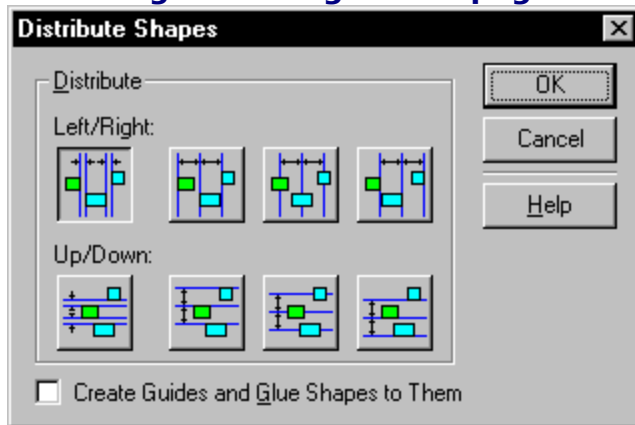 Distribute Shapes
Distribute
OK
Left/Right:
Cancel
Help
Up/Down:
Create Guides and Glue Shapes to Them